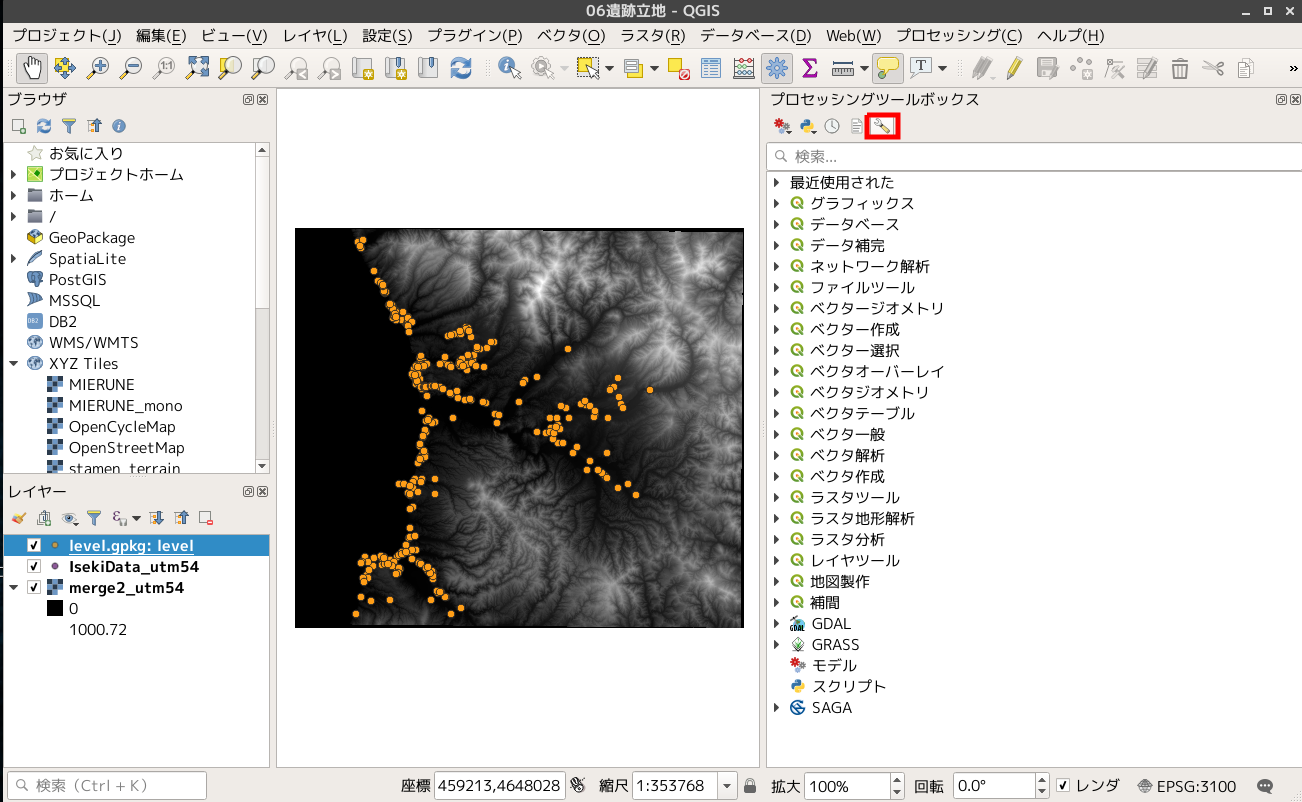 06遺跡立地 - QGIS
プロジェクト(J) 編集(E) ビュー(V) レイヤ(L) 設定(S) プラグイン(P) ベクタ(O) ラスタ(R) データベース(D) Web(W) プロセッシング(C) ヘルプ(H)
ブラウザ
お気に入り
プロジェクトホーム
ホーム
/
GeoPackage
SpatiaLite
PostGIS
MSSQL
DB2
WMS/WMTS
XYZ Tiles
MIERUNE
MIERUNE_mono
OpenCycleMap
OpenStreetMap
stamen_terrain
レイヤー
level.gpkg: level
IsekiData_utm54
merge2_utm54
0
1000.72
プロセッシングツールボックス
検索...
最近使用された
グラフィックス
データベース
データ補完
ネットワーク解析
ファイルツール
ベクタージオメトリ
ベクター作成
ベクター選択
ベクタオーバーレイ
ベクタジオメトリ
ベクタテーブル
ベクタ一般
ベクタ解析
ベクタ作成
ラスタツール
ラスタ地形解析
ラスタ分析
レイヤツール
地図製作
補間
GDAL
GRASS
モデル
スクリプト
SAGA
検索（Ctrl + K） 座標 459213,4648028 縮尺 1:353768 拡大 100% 回転 0.0° レンダ EPSG:3100